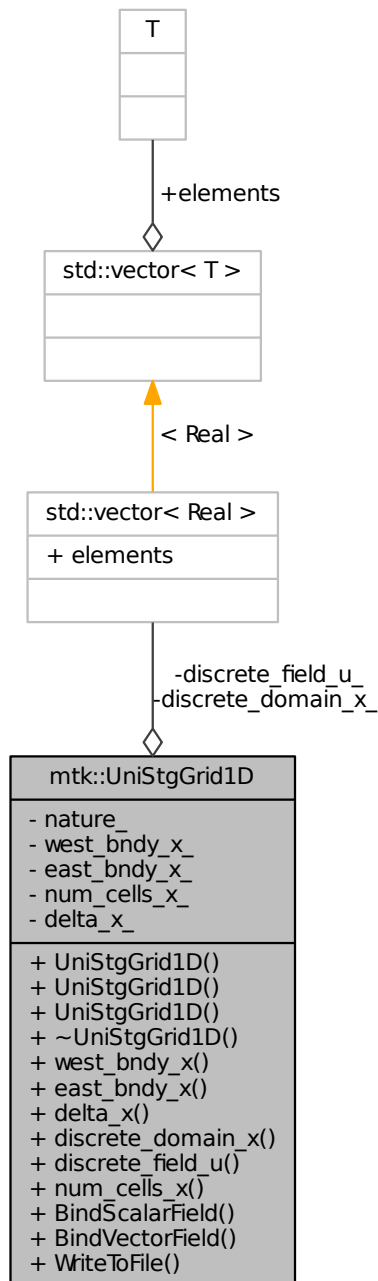 T
+elements
std::vector< T >
< Real >
std::vector< Real >
+ elements
-discrete_field_u_
-discrete_domain_x_
mtk::UniStgGrid1D
- nature_
- west_bndy_x_
- east_bndy_x_
- num_cells_x_
- delta_x_
+ UniStgGrid1D()
+ UniStgGrid1D()
+ UniStgGrid1D()
+ ~UniStgGrid1D()
+ west_bndy_x()
+ east_bndy_x()
+ delta_x()
+ discrete_domain_x()
+ discrete_field_u()
+ num_cells_x()
+ BindScalarField()
+ BindVectorField()
+ WriteToFile()